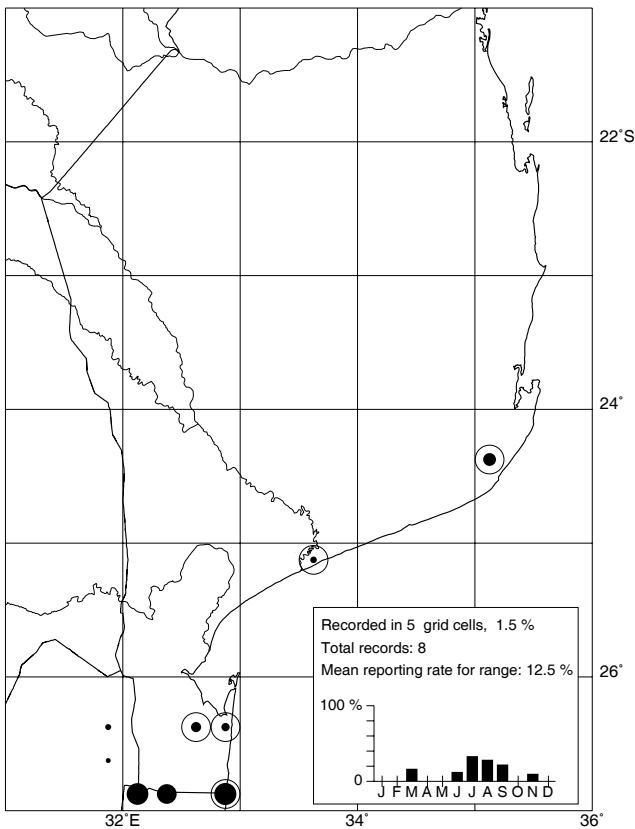 22°S
24°
Recorded in 5 grid cells, 1.5 %
Total records: 8
Mean reporting rate for range: 12.5 %
26°
100 %
0
J F M A M J J A S O N D
32°E
34°
36°